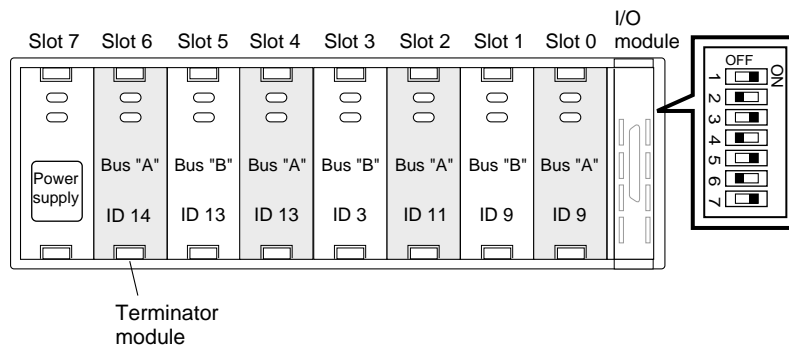 Slot 7 Slot 6 Slot 5 Slot 4 Slot 3 Slot 2 Slot 1 Slot 0 I/O module
OFF
ON
1
2
3
4
5
6
7
Power supply
Bus "A" Bus "B" Bus "A" Bus "B" Bus "A" Bus "B" Bus "A"
ID 14 ID 13 ID 13 ID 3 ID 11 ID 9 ID 9
Terminator
module